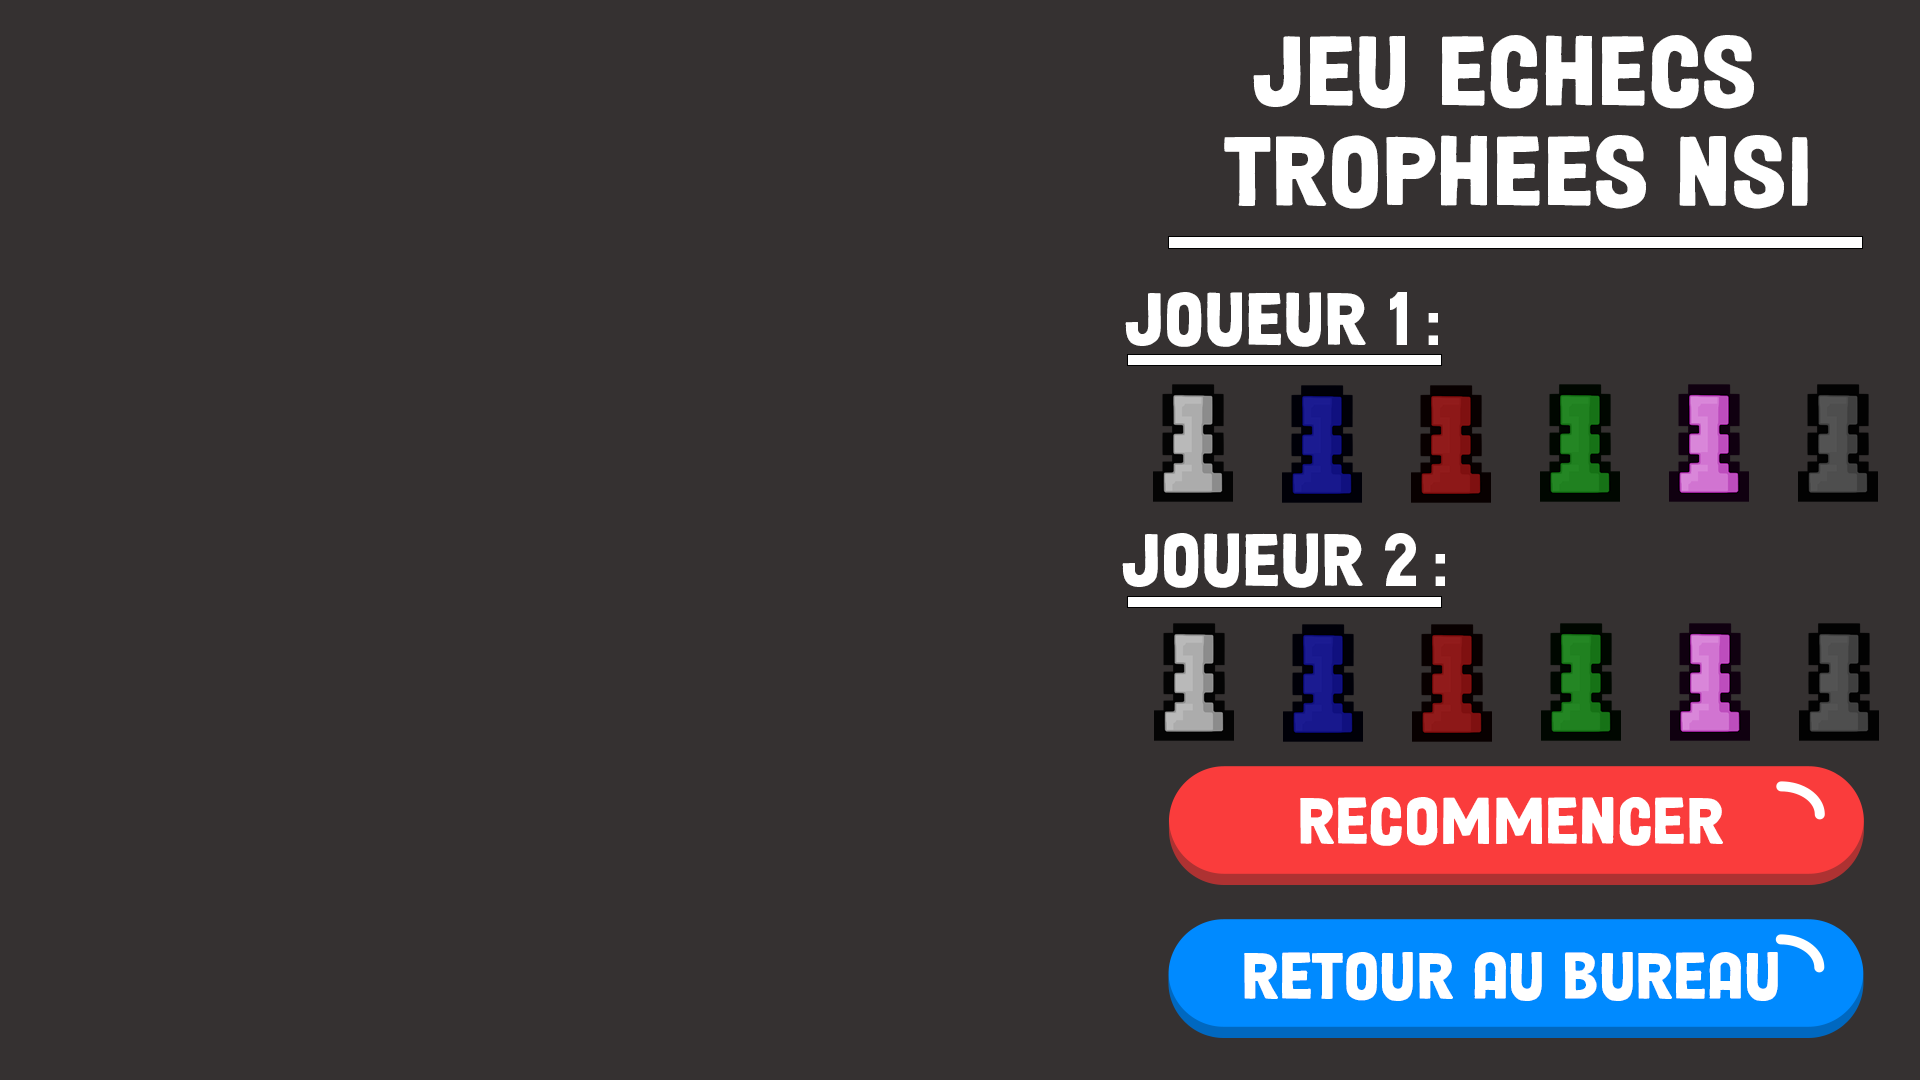 JEU ECHECS
TROPHEES NSI
JOUEUR 1 :
JOUEUR 2 :
RECOMMENCER
RETOUR AU BUREAU